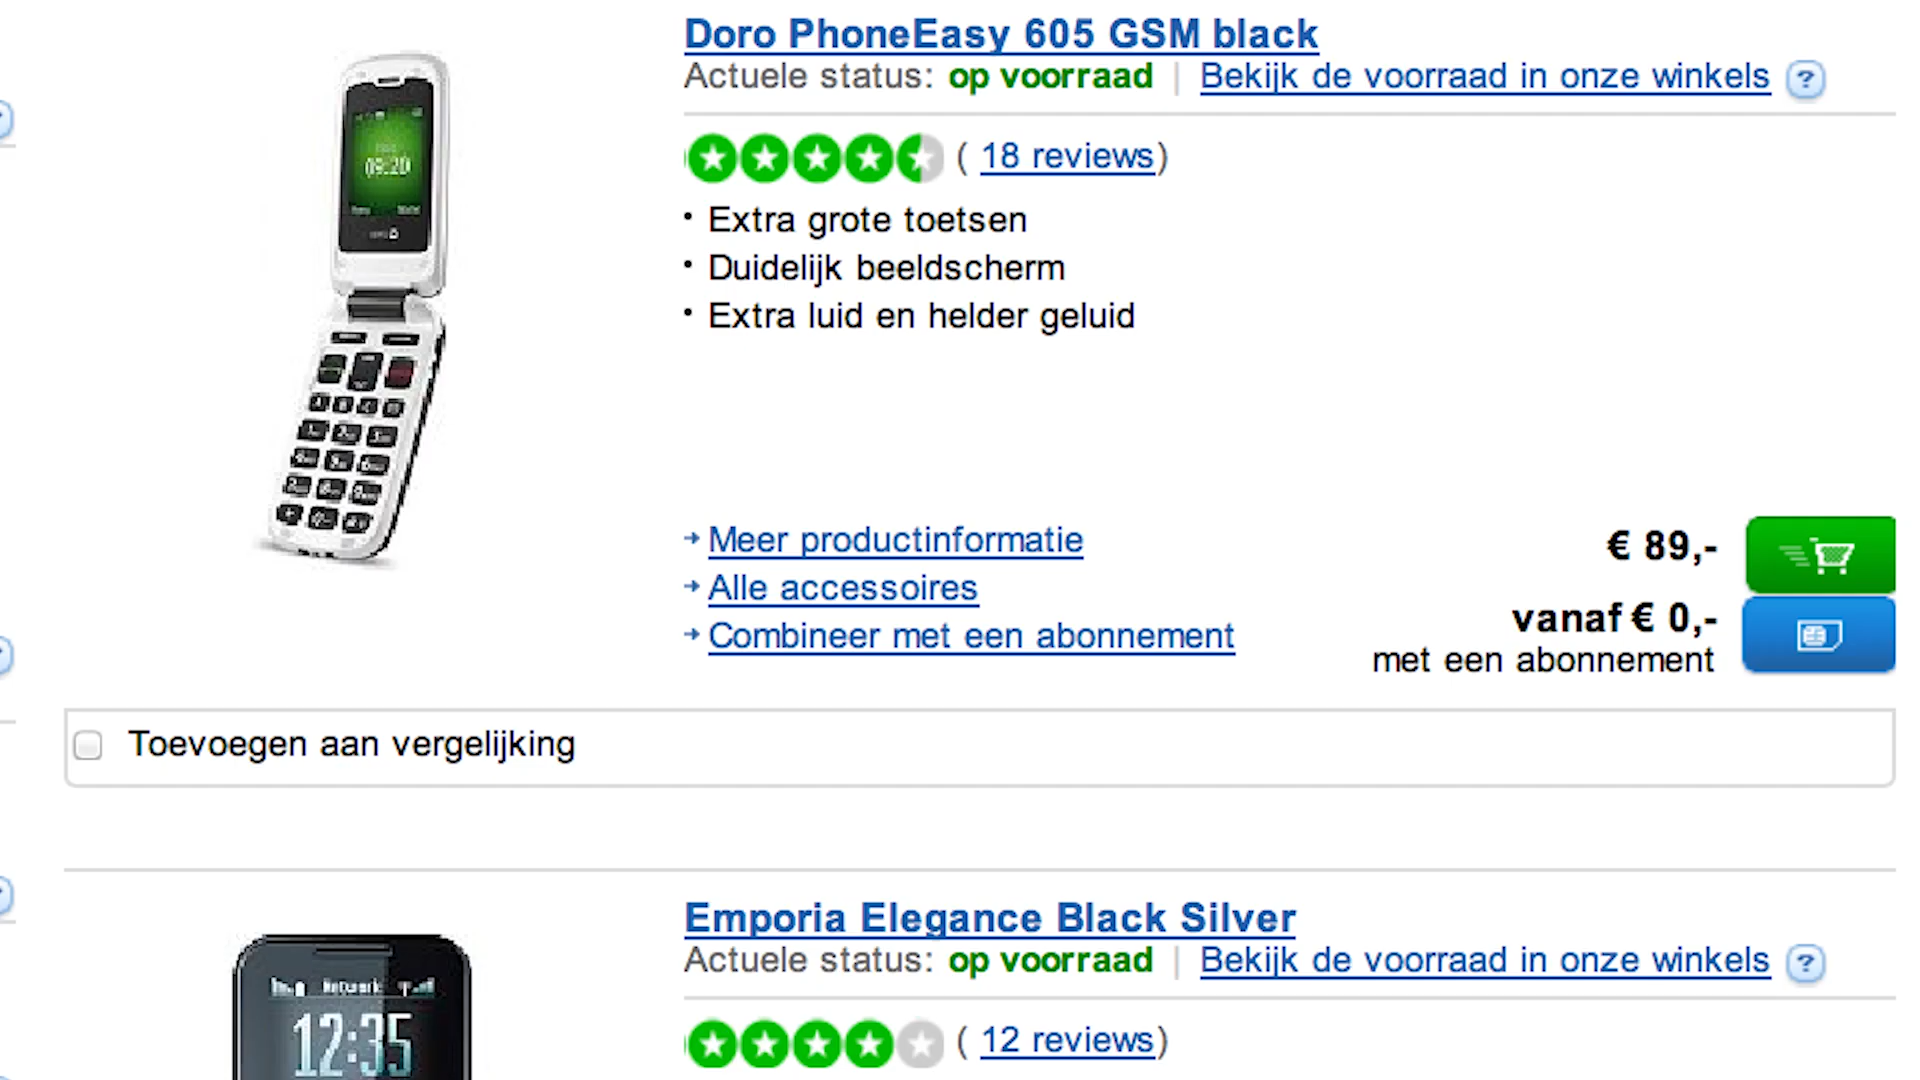 Doro PhoneEasy 605 GSM black
Actuele status: op voorraad | Bekijk de voorraad in onze winkels ?
( 18 reviews)
• Extra grote toetsen
• Duidelijk beeldscherm
• Extra luid en helder geluid
09:20
Meer productinformatie
Alle accessoires
Combineer met een abonnement
€ 89,-
vanaf € 0,-
met een abonnement
Toevoegen aan vergelijking
Emporia Elegance Black Silver
Actuele status: op voorraad | Bekijk de voorraad in onze winkels ?
( 12 reviews)
Network
12:35